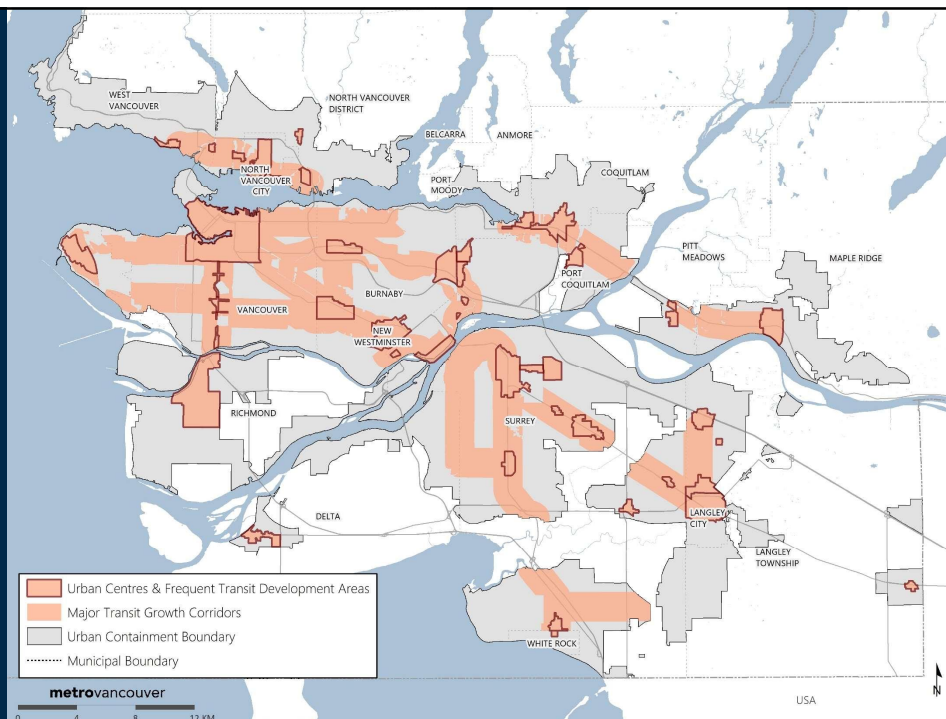 WEST
VANCOUVER
NORTH VANCOUVER
DISTRICT
BELCARRA
ANMORE
NORTH
VANCOUVER
CITY
PORT
MOODY
COQUITLAM
PITT
MEADOWS
MAPLE RIDGE
PORT
COQUITLAM
BURNABY
VANCOUVER
NEW
WESTMINSTER
RICHMOND
SURREY
DELTA
LANGLEY
CITY
LANGLEY
TOWNSHIP
WHITE ROCK
USA
N
Urban Centres & Frequent Transit Development Areas
Major Transit Growth Corridors
Urban Containment Boundary
Municipal Boundary
metrovancouver
0 4 8 12 KM